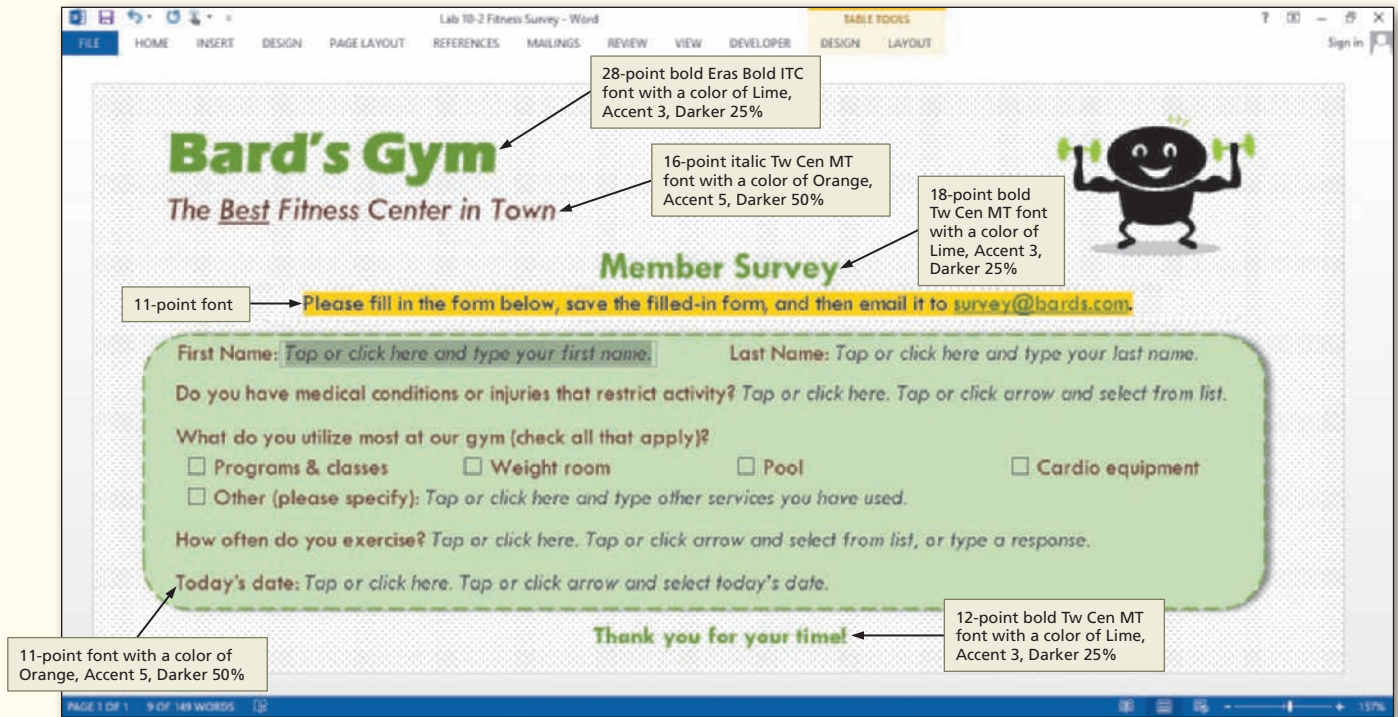 Lab 10-2 Fitness Survey - Word
TABLE TOOLS
FILE HOME INSERT DESIGN PAGE LAYOUT REFERENCES MAILINGS REVIEW VIEW DEVELOPER DESIGN LAYOUT
Sign in
28-point bold Eras Bold ITC
font with a color of Lime,
Accent 3, Darker 25%
Bard's Gym
16-point italic Tw Cen MT
font with a color of Orange,
Accent 5, Darker 50%
The Best Fitness Center in Town
18-point bold
Tw Cen MT font
with a color of
Lime, Accent 3,
Darker 25%
Member Survey
11-point font
Please fill in the form below, save the filled-in form, and then email it to survey@bards.com.
First Name: Tap or click here and type your first name. Last Name: Tap or click here and type your last name.
Do you have medical conditions or injuries that restrict activity? Tap or click here. Tap or click arrow and select from list.
What do you utilize most at our gym (check all that apply)?
Programs & classes Weight room Pool Cardio equipment
Other (please specify): Tap or click here and type other services you have used.
How often do you exercise? Tap or click here. Tap or click arrow and select from list, or type a response.
Today's date: Tap or click here. Tap or click arrow and select today's date.
Thank you for your time!
12-point bold Tw Cen MT
font with a color of Lime,
Accent 3, Darker 25%
11-point font with a color of
Orange, Accent 5, Darker 50%
PAGE 1 OF 1 9 OF 149 WORDS 157%